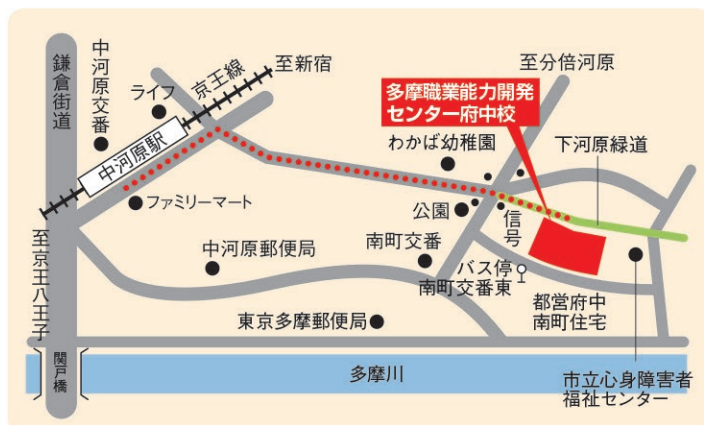 鎌倉街道
中河原交番
ライフ
京王線
至新宿
至分倍河原
多摩職業能力開発
センター府中校
わかば幼稚園
下河原緑道
中河原駅
ファミリーマート
公園
信号
中河原郵便局
南町交番
バス停
南町交番東
至京王八王子
都営府中
南町住宅
東京多摩郵便局
関戸橋
多摩川
市立心身障害者
福祉センター